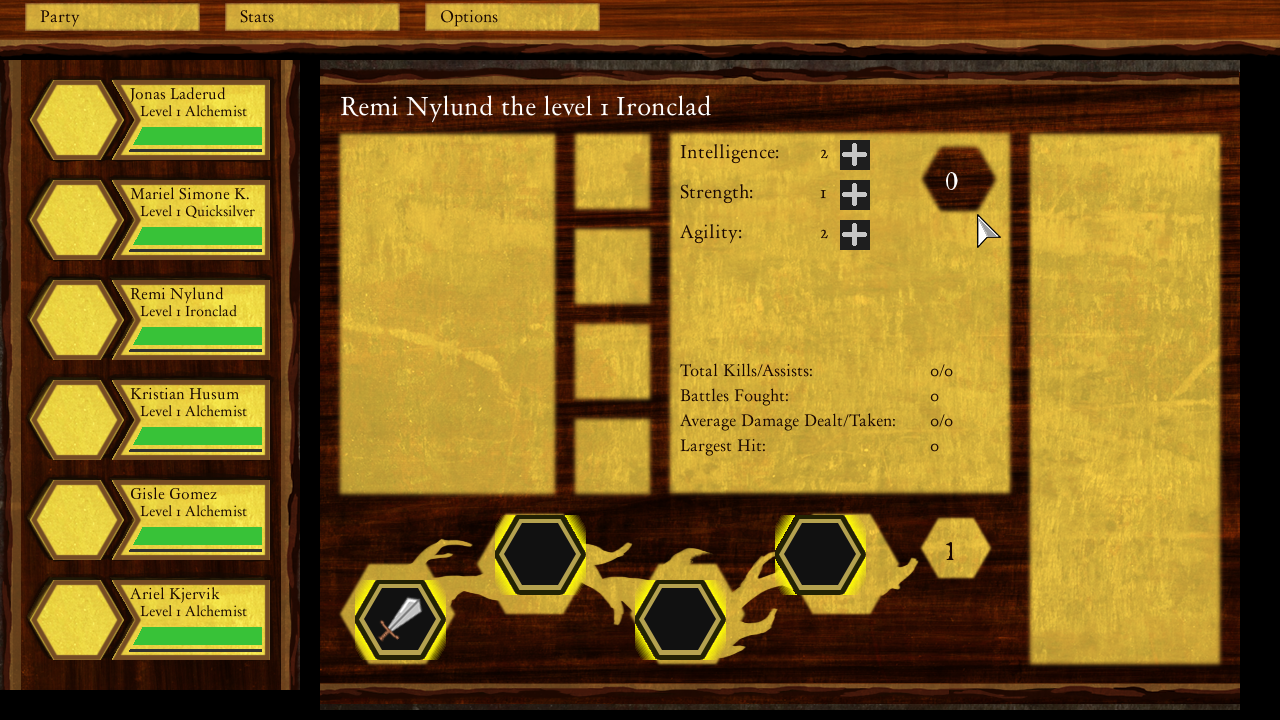 Party Stats Options
Jonas Laderud
Level 1 Alchemist
Mariel Simone K.
Level 1 Quicksilver
Remi Nylund
Level 1 Ironclad
Kristian Husum
Level 1 Alchemist
Gisle Gomez
Level 1 Alchemist
Ariel Kjervik
Level 1 Alchemist
Remi Nylund the level 1 Ironclad
Intelligence: 2
0
Strength: 1
Agility: 2
Total Kills/Assists: 0/0
Battles Fought: 0
Average Damage Dealt/Taken: 0/0
Largest Hit: 0
1